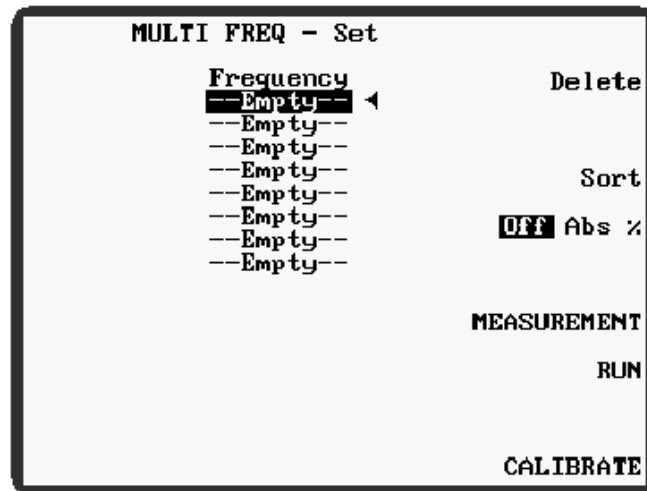 MULTI FREQ - Set
Frequency
--Empty--
--Empty--
--Empty--
--Empty--
--Empty--
--Empty--
--Empty--
--Empty--
Delete
Sort
Off Abs %
MEASUREMENT
RUN
CALIBRATE